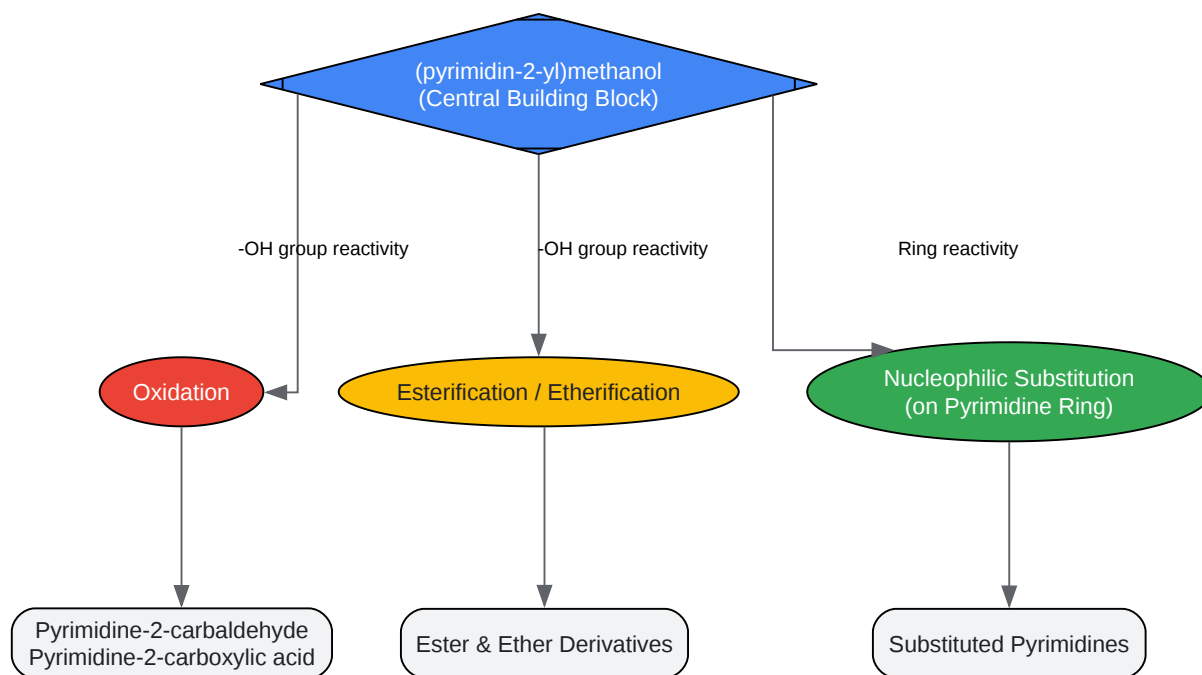 (pyrimidin-2-yl)methanol
(Central Building Block)
-OH group reactivity
-OH group reactivity
Ring reactivity
Oxidation
Esterification / Etherification
Nucleophilic Substitution
(on Pyrimidine Ring)
Pyrimidine-2-carbaldehyde
Pyrimidine-2-carboxylic acid
Ester & Ether Derivatives
Substituted Pyrimidines